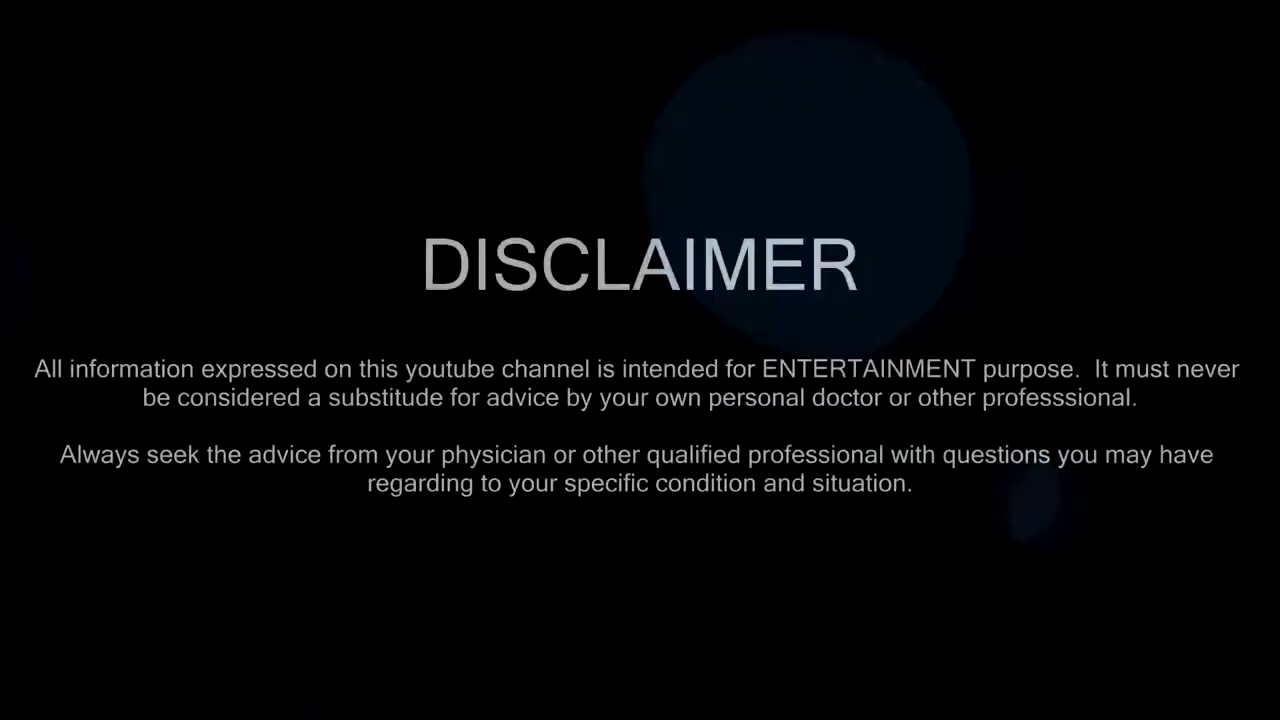 DISCLAIMER
All information expressed on this youtube channel is intended for ENTERTAINMENT purpose.  It must never
be considered a substitude for advice by your own personal doctor or other professsional.
Always seek the advice from your physician or other qualified professional with questions you may have
regarding to your specific condition and situation.